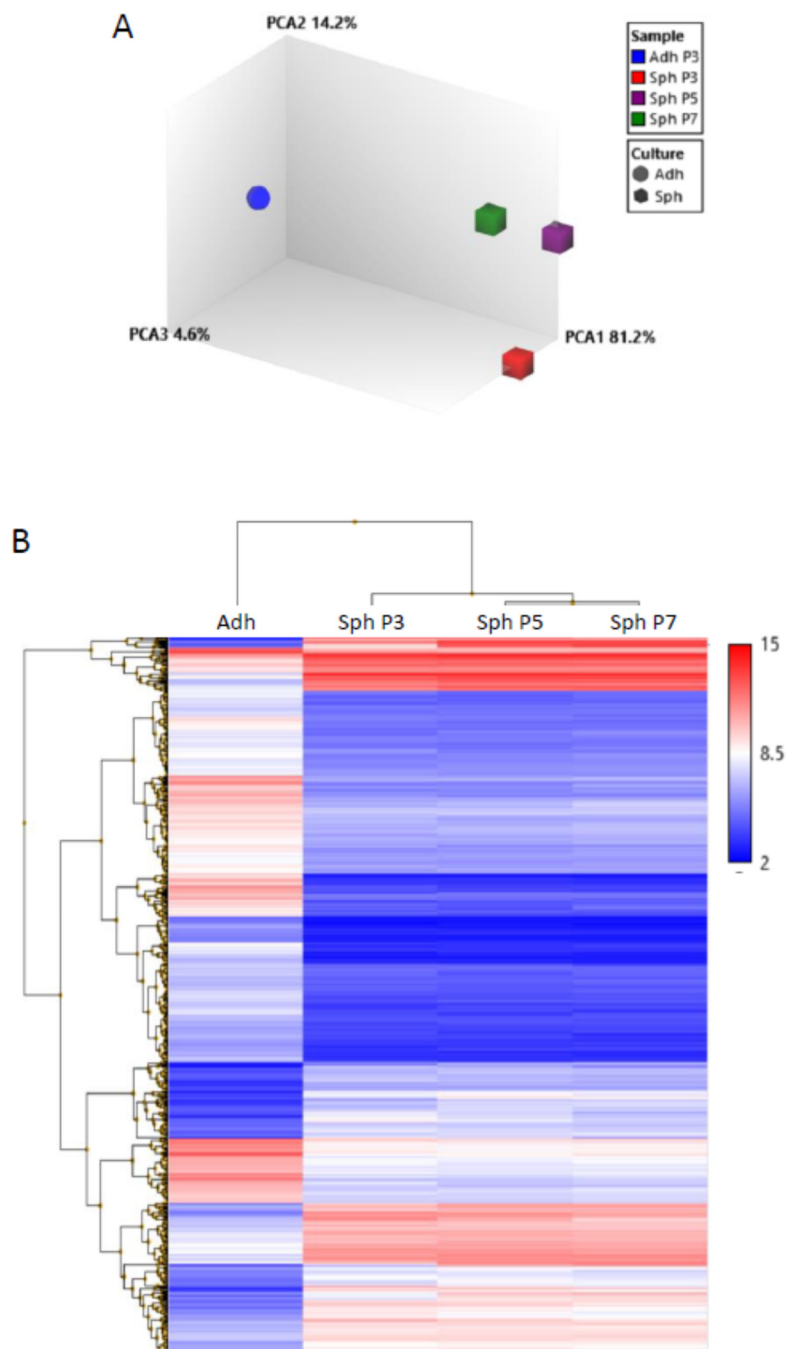 A
PCA2 14.2%
Sample
Adh P3
Sph P3
Sph P5
Sph P7
Culture
Adh
Sph
PCA3 4.6%
PCA1 81.2%
B
Adh Sph P3 Sph P5 Sph P7
15
8.5
2